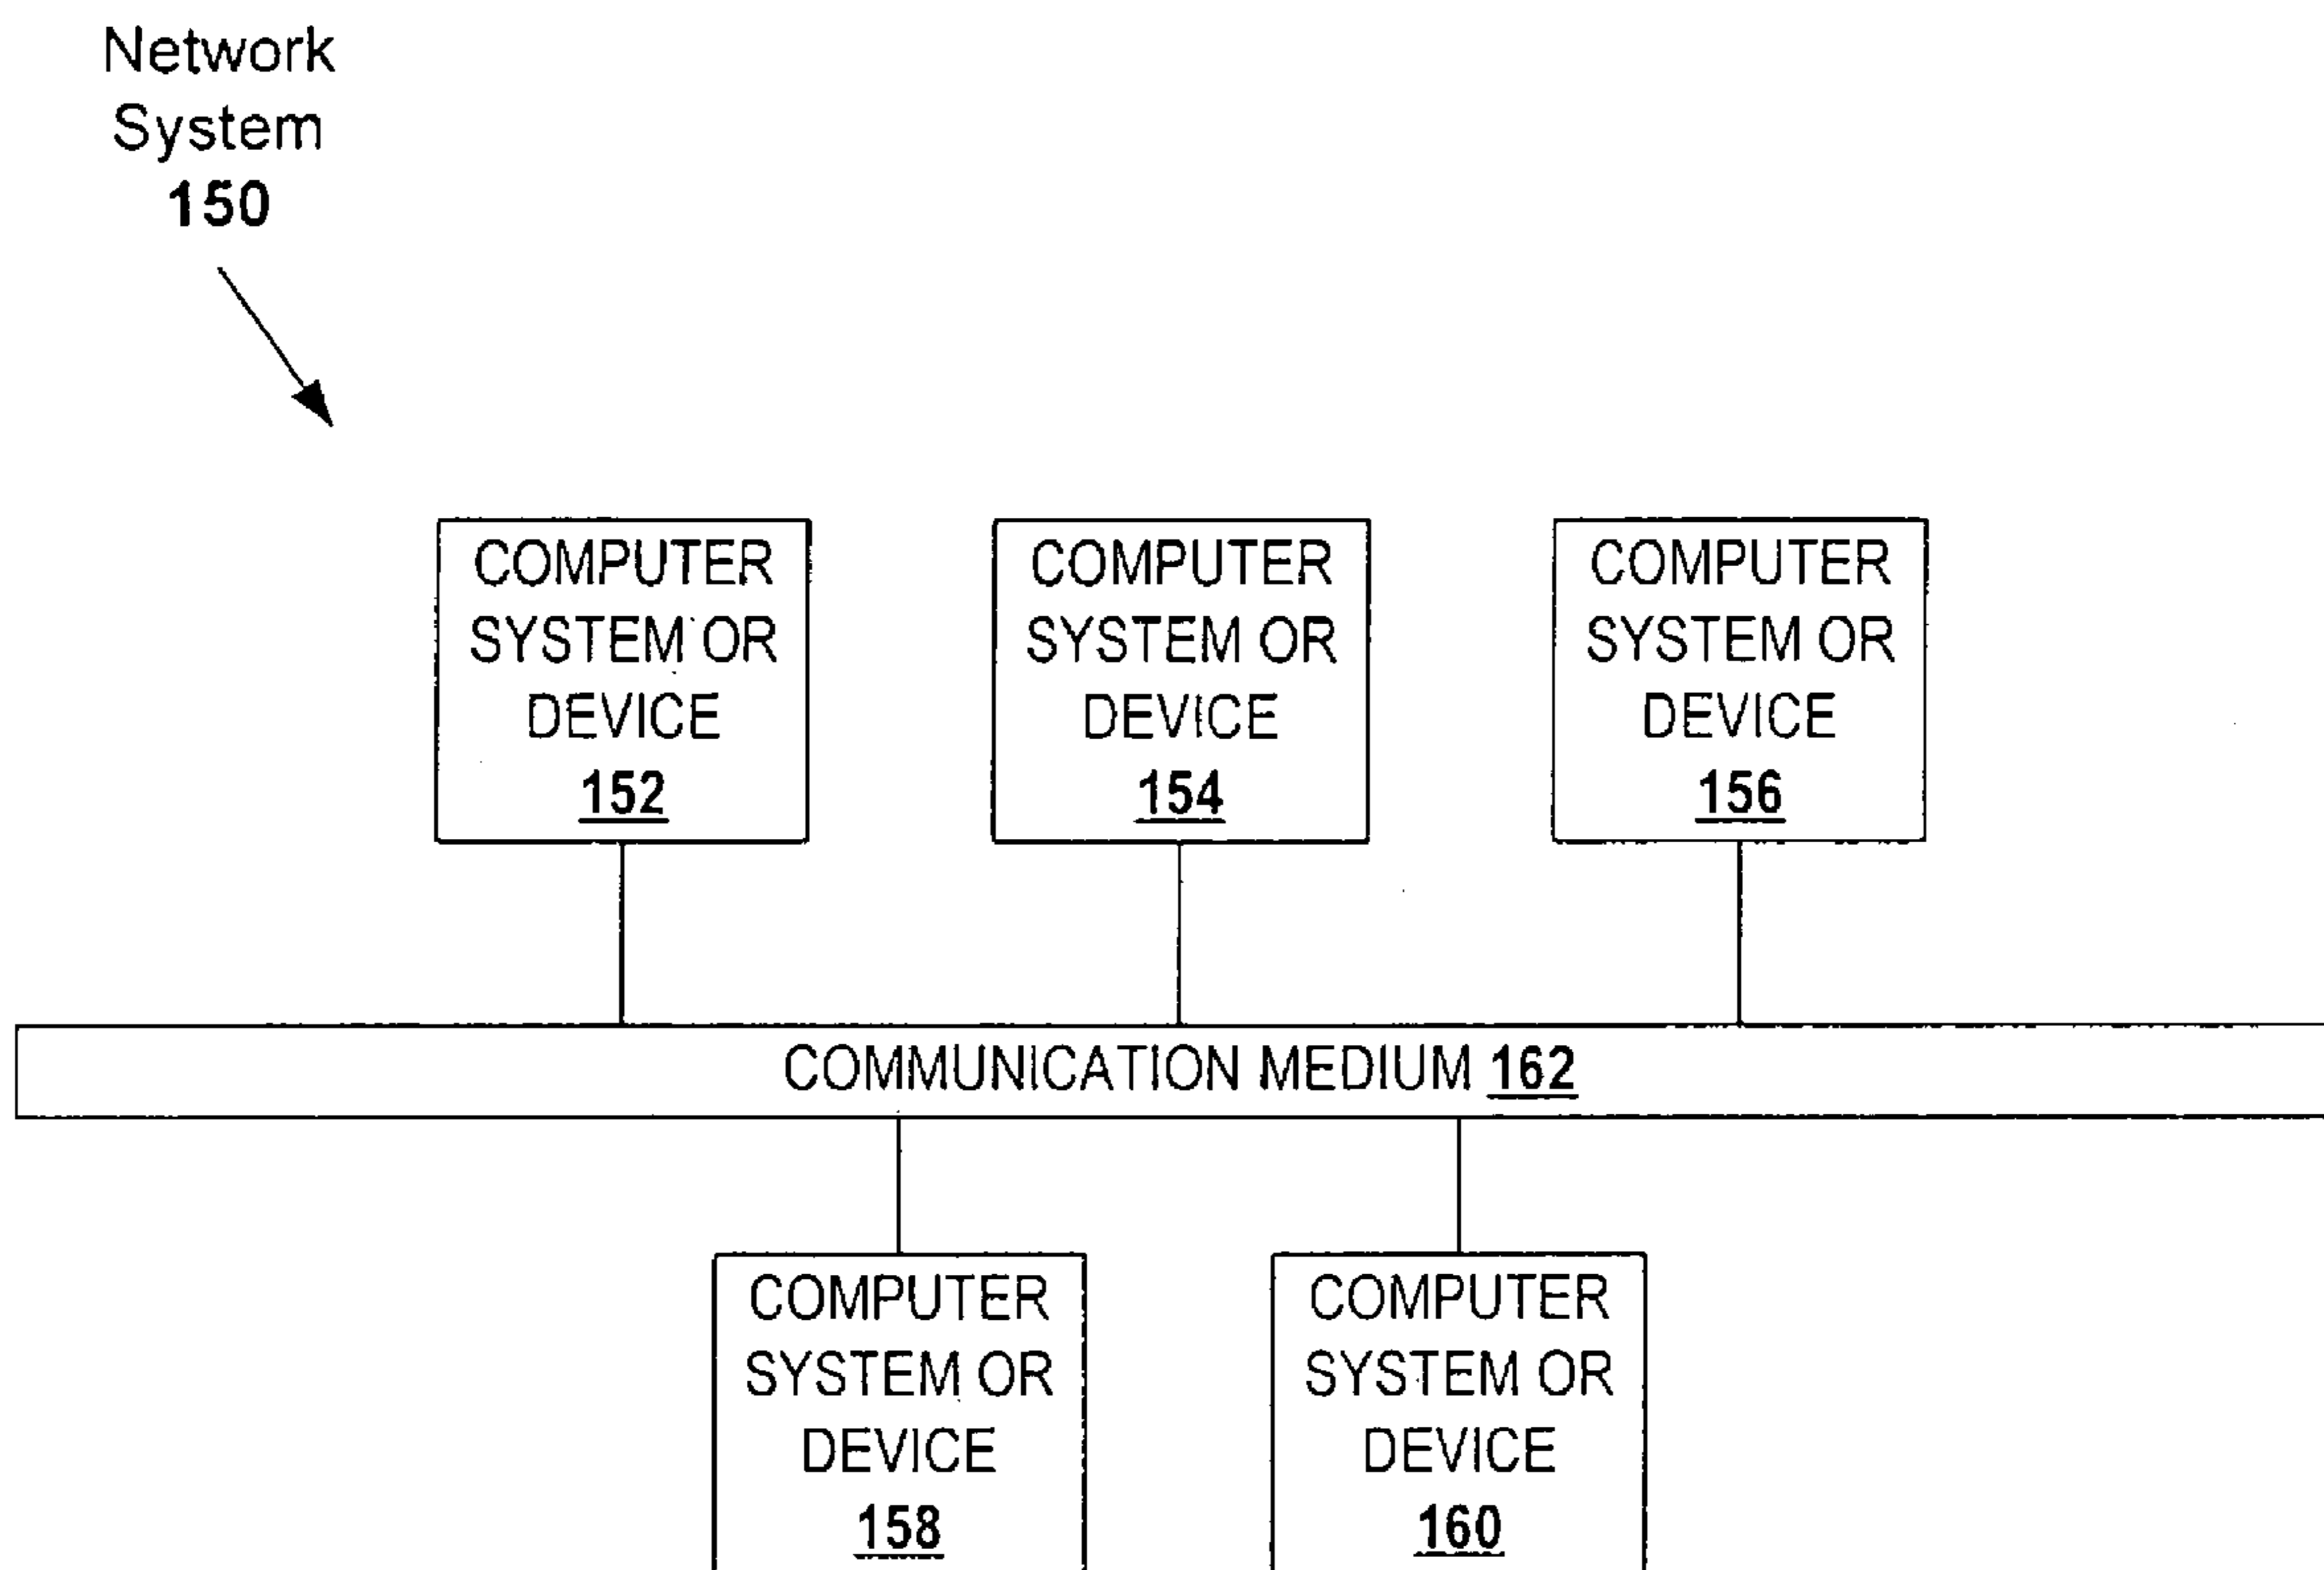 Network
System
150
COMPUTER
SYSTEM OR
DEVICE
152
COMPUTER
SYSTEM OR
DEVICE
154
COMPUTER
SYSTEM OR
DEVICE
156
COMMUNICATION MEDIUM 162
COMPUTER
SYSTEM OR
DEVICE
158
COMPUTER
SYSTEM OR
DEVICE
160